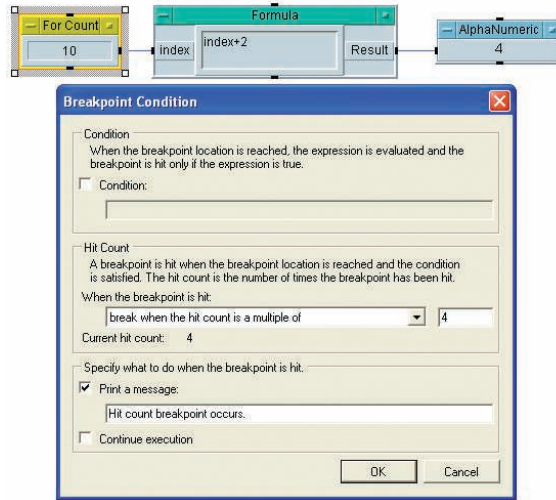 For Count
10
Formula
index
index+2
Result
AlphaNumeric
4
Breakpoint Condition
Condition
When the breakpoint location is reached, the expression is evaluated and the
breakpoint is hit only if the expression is true.
Condition:
Hit Count
A breakpoint is hit when the breakpoint location is reached and the condition
is satisfied. The hit count is the number of times the breakpoint has been hit.
When the breakpoint is hit:
break when the hit count is a multiple of
4
Current hit count: 4
Specify what to do when the breakpoint is hit.
Print a message:
Hit count breakpoint occurs.
Continue execution
OK
Cancel